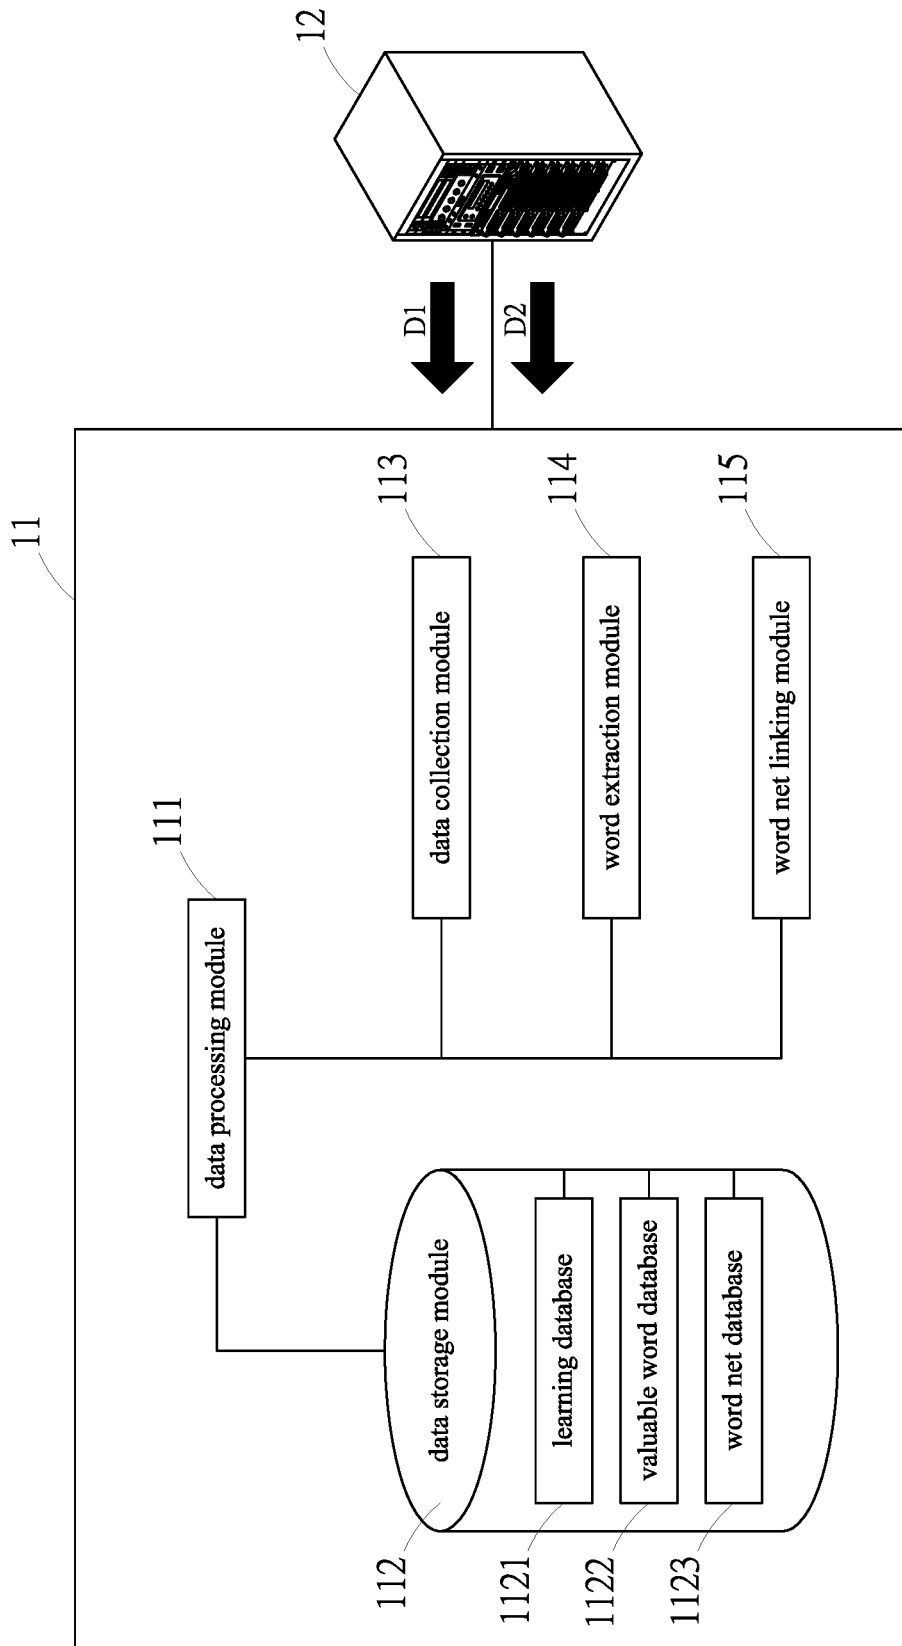 11
12
111
data processing module
112
data storage module
D1
113
data collection module
D2
1121
learning database
114
word extraction module
1122
valuable word database
1123
word net database
115
word net linking module